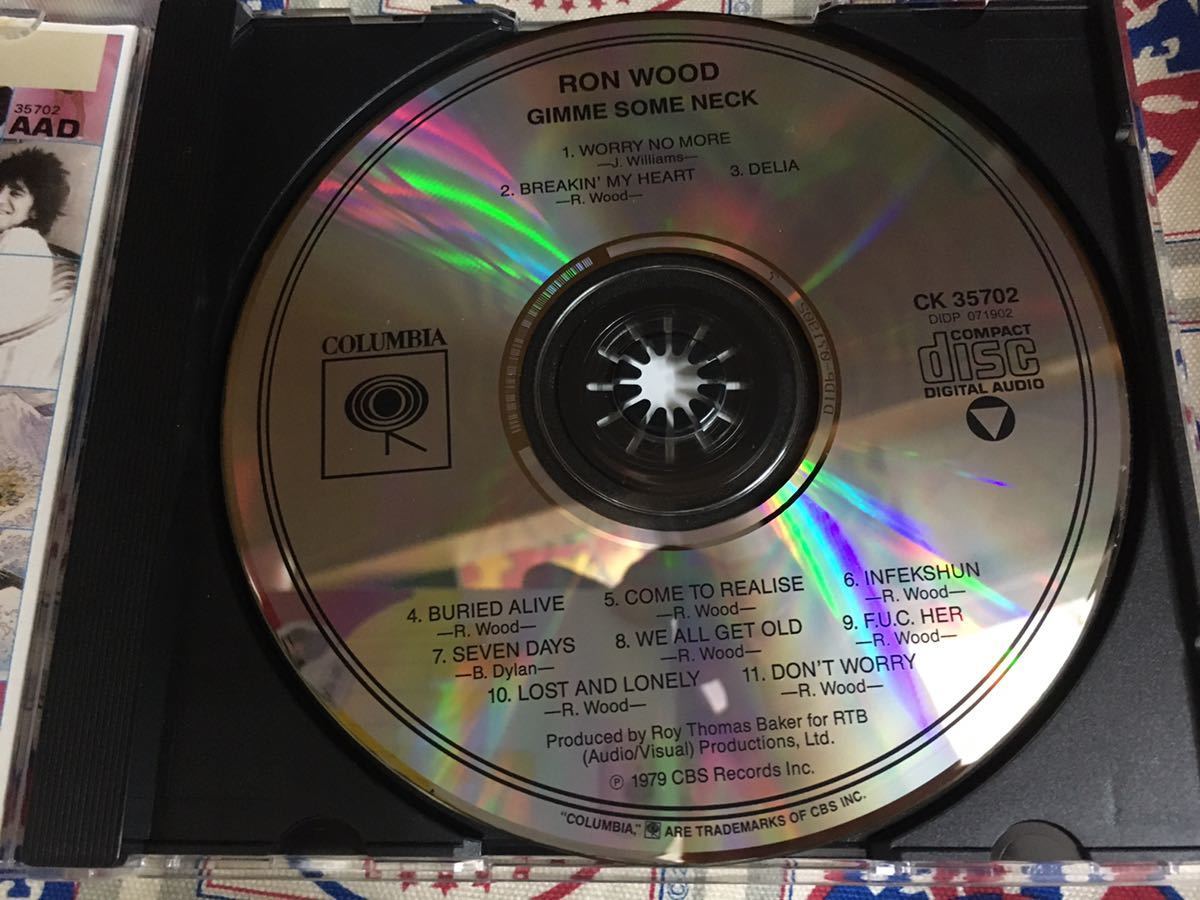 35702
AAD
RON WOOD
GIMME SOME NECK
1. WORRY NO MORE
—J. Williams—
2. BREAKIN' MY HEART
—R. Wood—
3. DELIA
COLUMBIA
CK 35702
DIDP 071902
COMPACT
disc
DIGITAL AUDIO
4. BURIED ALIVE
—R. Wood—
5. COME TO REALISE
—R. Wood—
6. INFEKSHUN
—R. Wood—
7. SEVEN DAYS
—B. Dylan—
8. WE ALL GET OLD
—R. Wood—
9. F.U.C. HER
—R. Wood—
10. LOST AND LONELY
—R. Wood—
11. DON'T WORRY
—R. Wood—
Produced by Roy Thomas Baker for RTB
(Audio/Visual) Productions, Ltd.
℗ 1979 CBS Records Inc.
"COLUMBIA," ARE TRADEMARKS OF CBS INC.